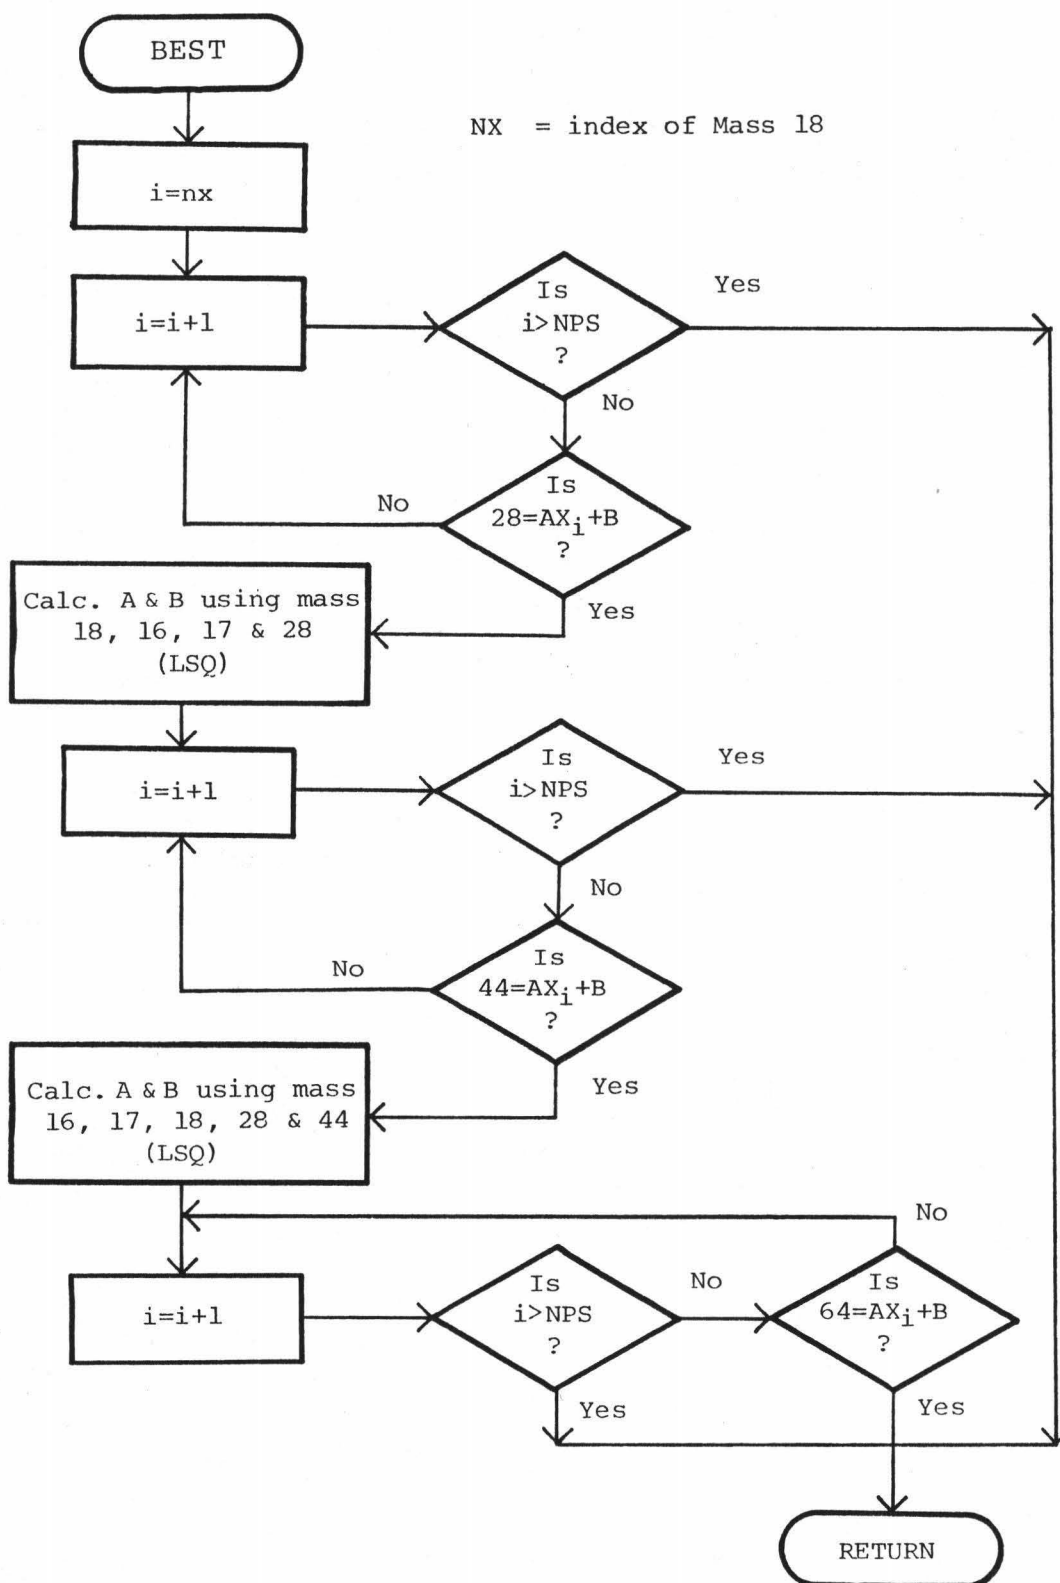 BEST
NX = index of Mass 18
i=nx
i=i+1
Is
i>NPS
?
Yes
No
Is
28=AXi+B
?
No
Yes
Calc. A & B using mass
18, 16, 17 & 28
(LSQ)
i=i+1
Is
i>NPS
?
Yes
No
Is
44=AXi+B
?
No
Yes
Calc. A & B using mass
16, 17, 18, 28 & 44
(LSQ)
No
i=i+1
Is
i>NPS
?
No
Yes
Is
64=AXi+B
?
Yes
RETURN